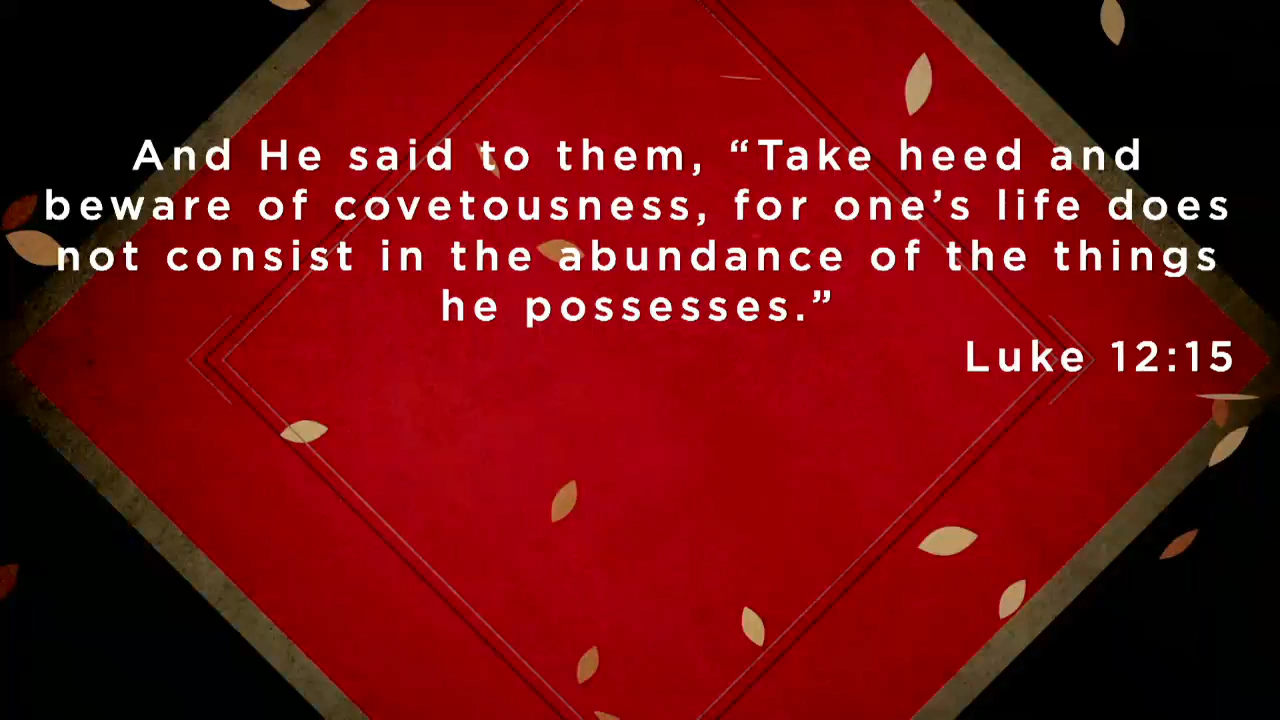 And He said to them, “Take heed and
beware of covetousness, for one’s life does
not consist in the abundance of the things
he possesses.”
Luke 12:15